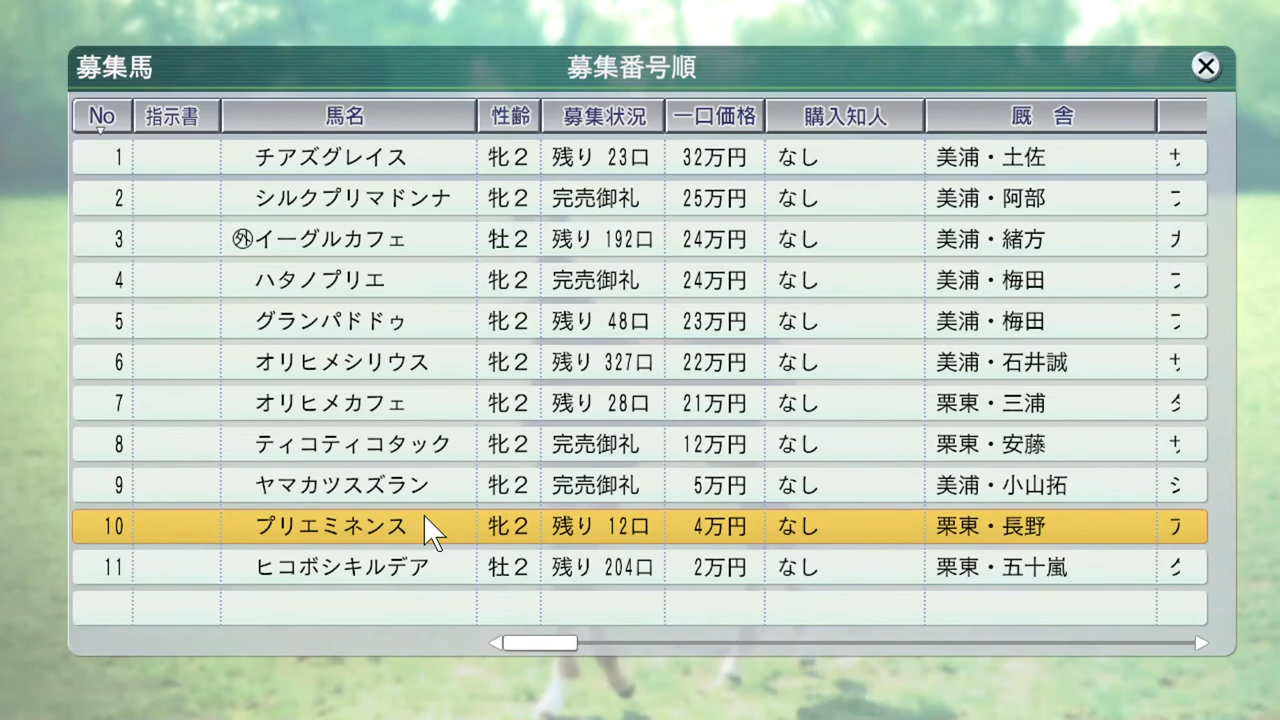 募集馬 募集番号順
No 指示書 馬名 性齢 募集状況 一口価格 購入知人 厩 舎
1 チアズグレイス 牝2 残り 23口 32万円 なし 美浦・土佐
2 シルクプリマドンナ 牝2 完売御礼 25万円 なし 美浦・阿部
3 ㊕イーグルカフェ 牡2 残り 192口 24万円 なし 美浦・緒方
4 ハタノプリエ 牝2 完売御礼 24万円 なし 美浦・梅田
5 グランパドドゥ 牝2 残り 48口 23万円 なし 美浦・梅田
6 オリヒメシリウス 牝2 残り 327口 22万円 なし 美浦・石井誠
7 オリヒメカフェ 牝2 残り 28口 21万円 なし 栗東・三浦
8 ティコティコタック 牝2 完売御礼 12万円 なし 栗東・安藤
9 ヤマカツスズラン 牝2 完売御礼 5万円 なし 美浦・小山拓
10 プリエミネンス 牝2 残り 12口 4万円 なし 栗東・長野
11 ヒコボシキルデア 牡2 残り 204口 2万円 なし 栗東・五十嵐